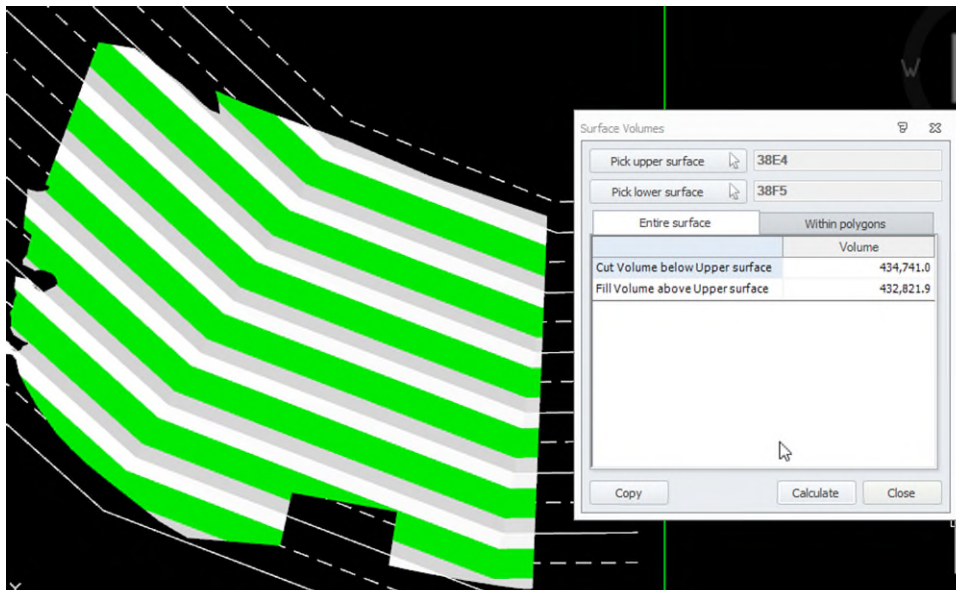 W
Surface Volumes
Pick upper surface 38E4
Pick lower surface 38F5
Entire surface Within polygons
Volume
Cut Volume below Upper surface 434,741.0
Fill Volume above Upper surface 432,821.9
Copy Calculate Close